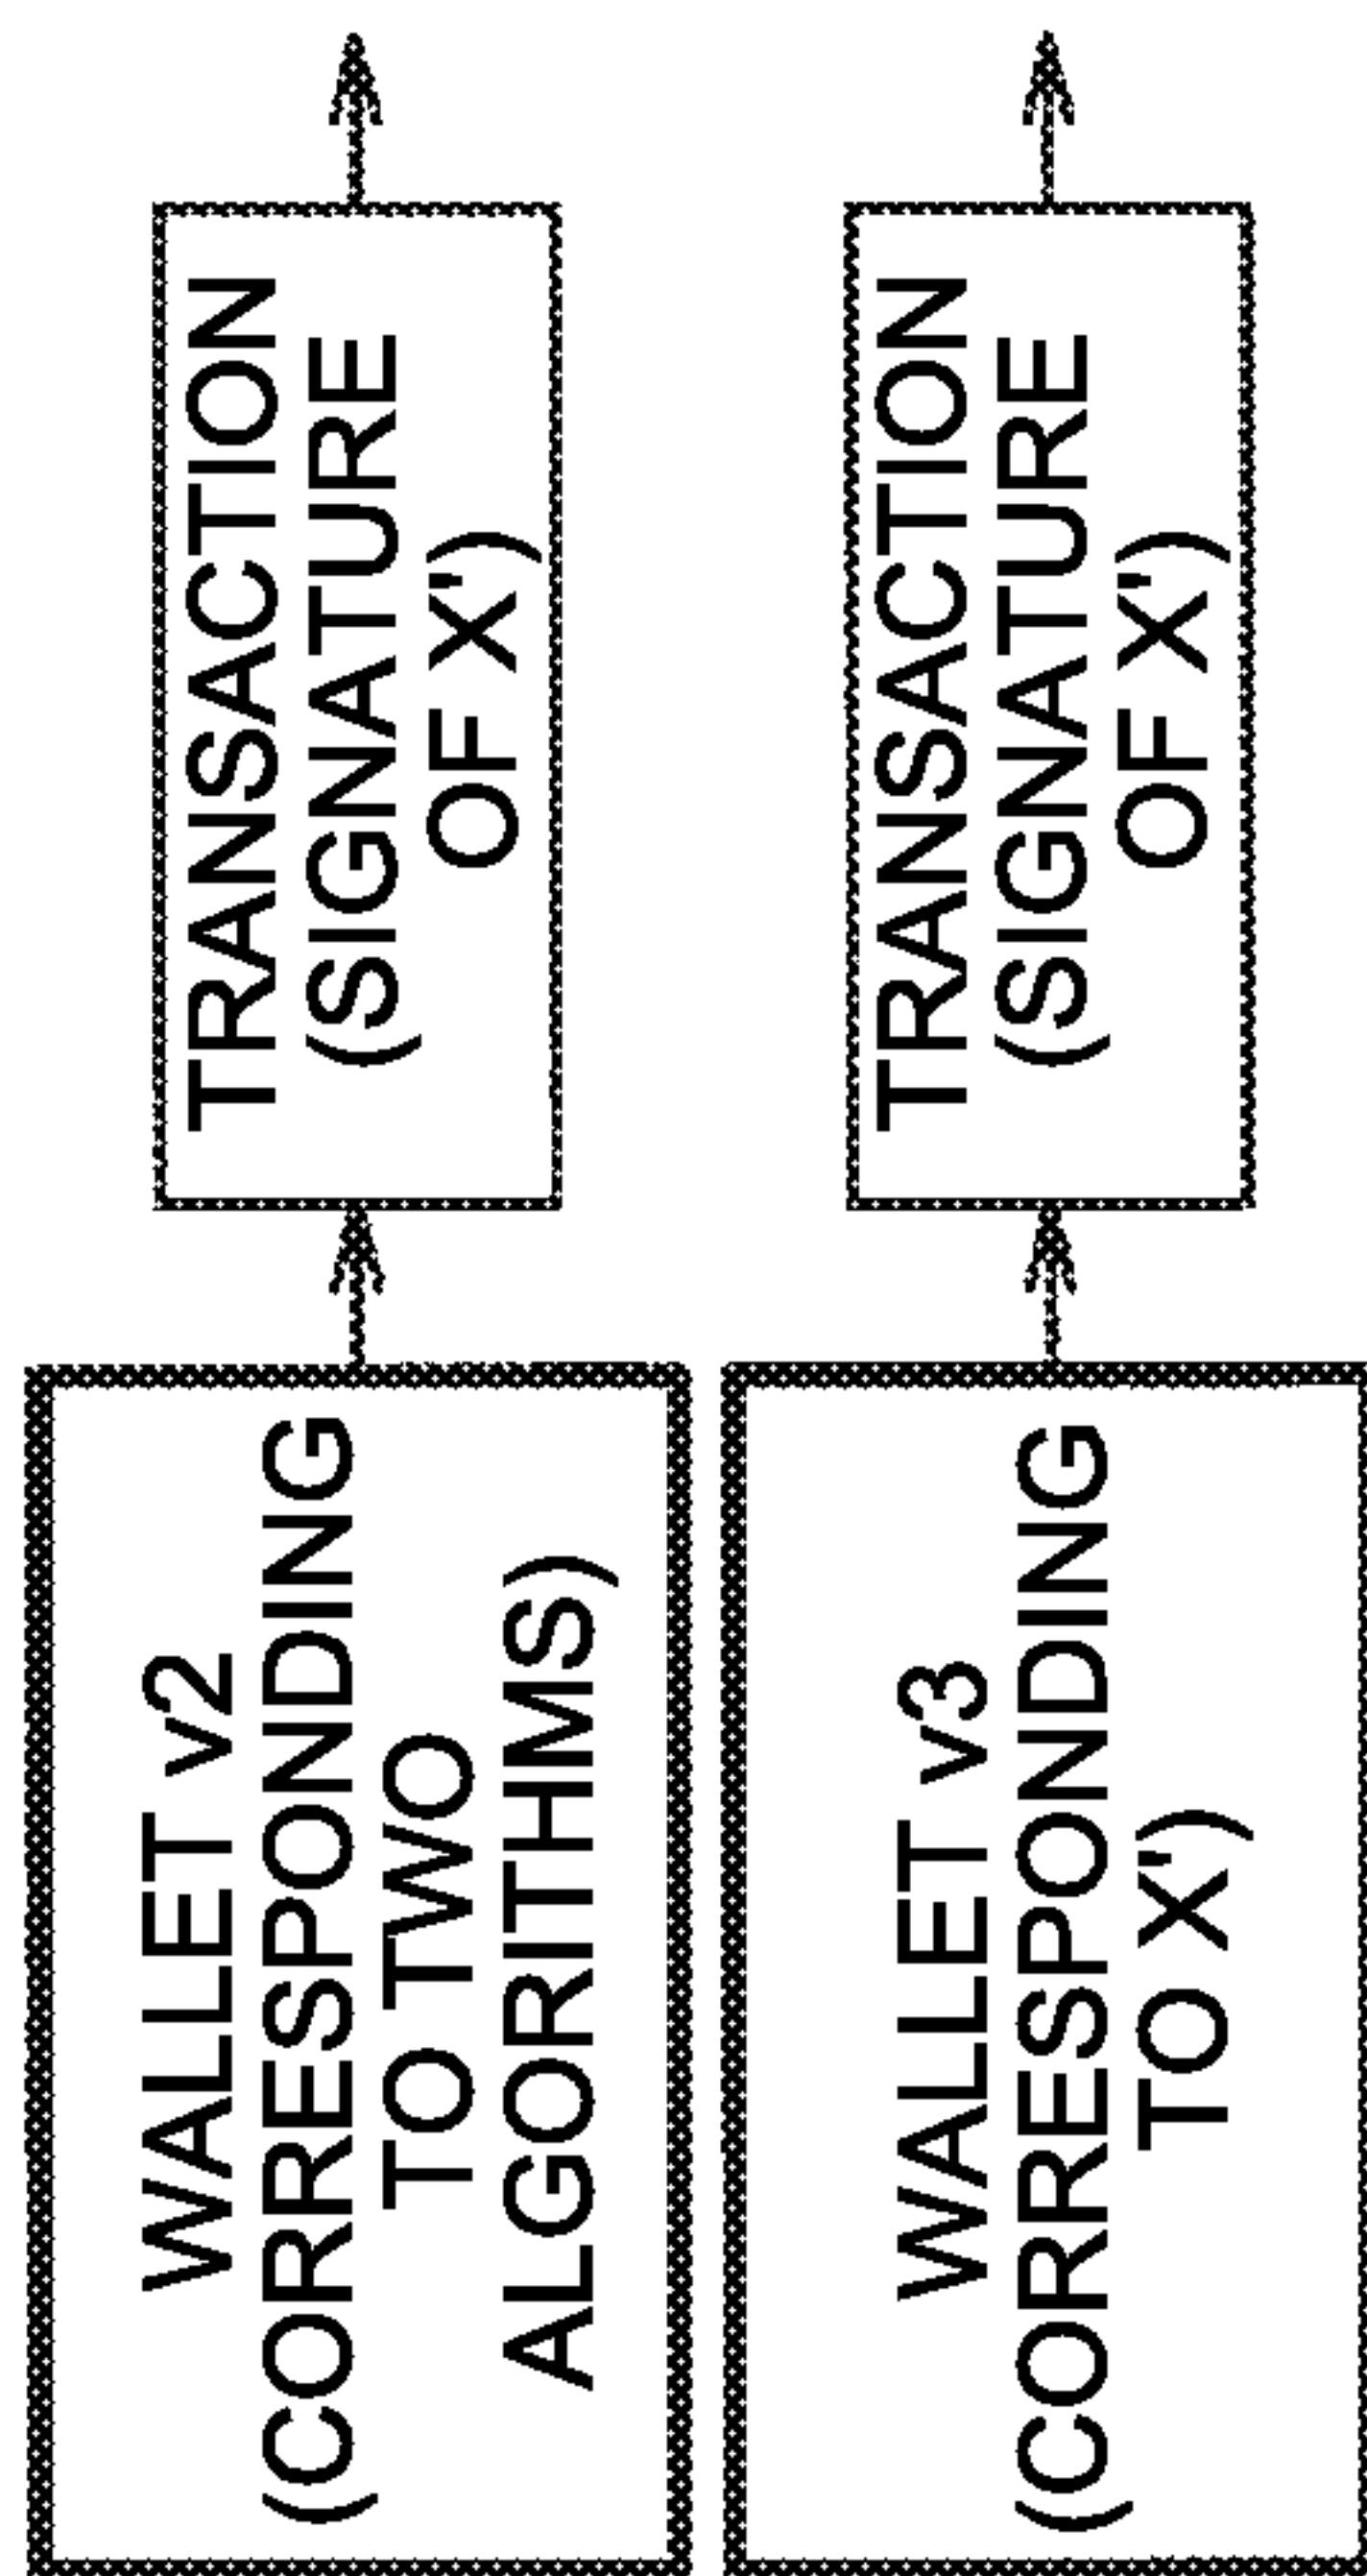 WALLET v2
(CORRESPONDING
TO TWO
ALGORITHMS)
TRANSACTION
(SIGNATURE
OF X')
WALLET v3
(CORRESPONDING
TO X')
TRANSACTION
(SIGNATURE
OF X')